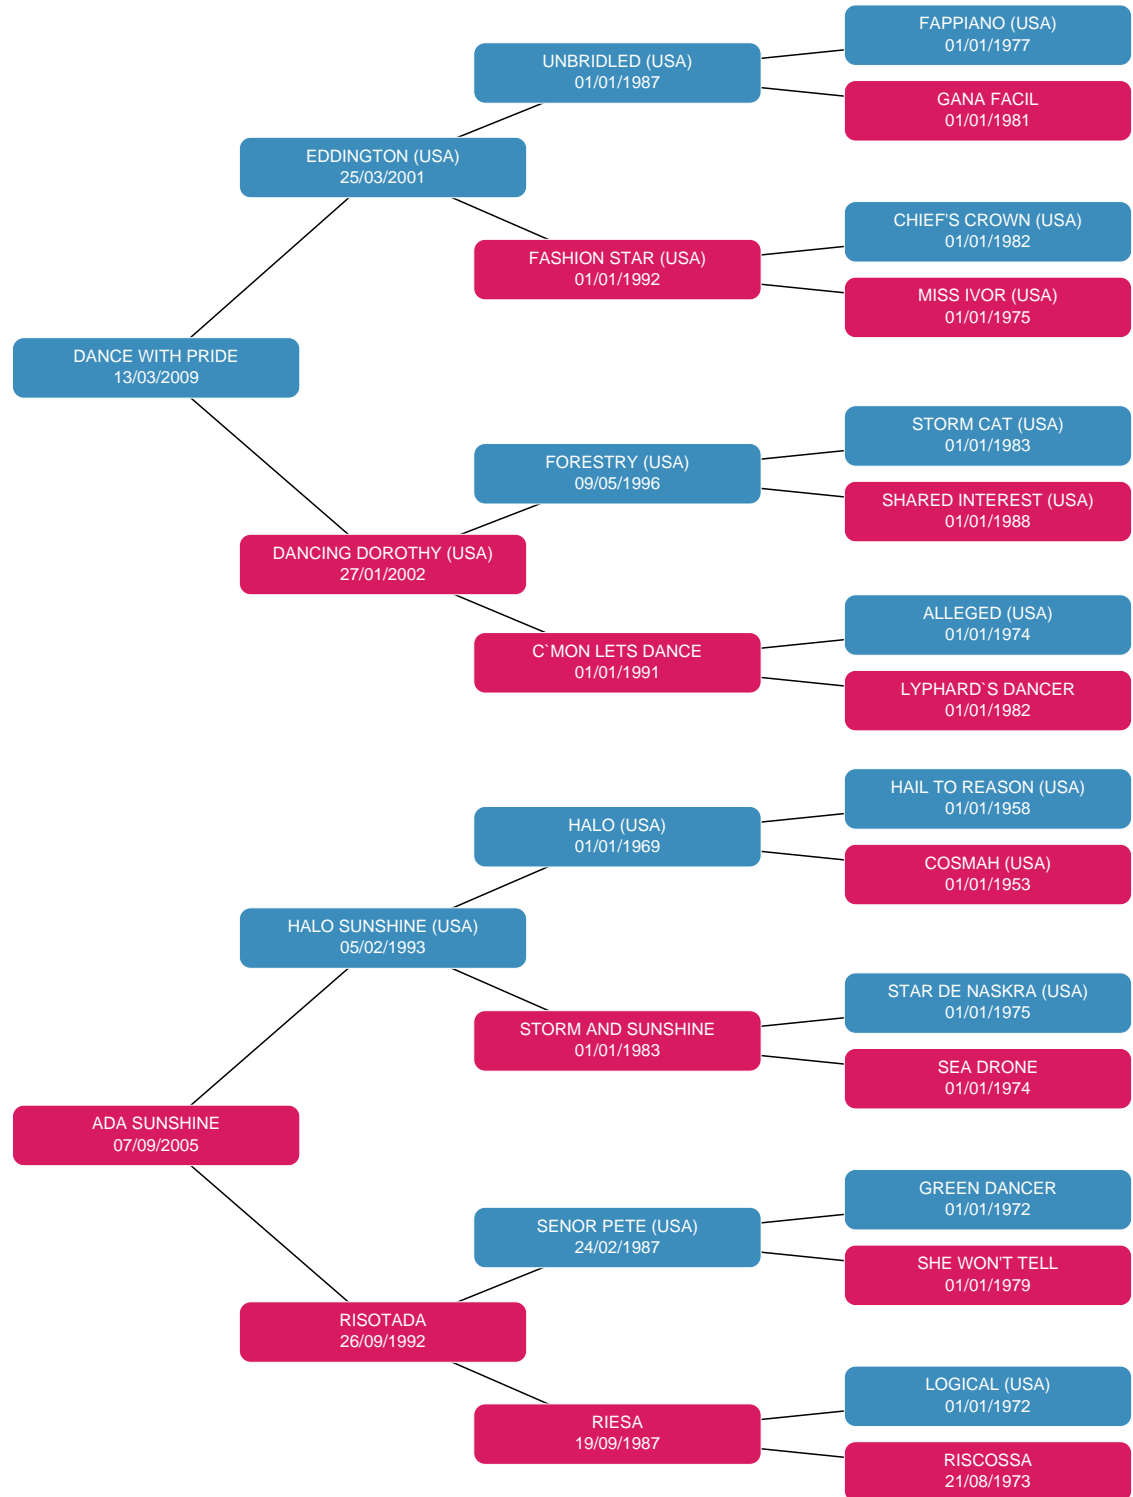 FAPPIANO (USA)
01/01/1977
UNBRIDLED (USA)
01/01/1987
GANA FACIL
01/01/1981
EDDINGTON (USA)
25/03/2001
CHIEF'S CROWN (USA)
01/01/1982
FASHION STAR (USA)
01/01/1992
MISS IVOR (USA)
01/01/1975
DANCE WITH PRIDE
13/03/2009
STORM CAT (USA)
01/01/1983
FORESTRY (USA)
09/05/1996
SHARED INTEREST (USA)
01/01/1988
DANCING DOROTHY (USA)
27/01/2002
ALLEGED (USA)
01/01/1974
C`MON LETS DANCE
01/01/1991
LYPHARD`S DANCER
01/01/1982
HAIL TO REASON (USA)
01/01/1958
HALO (USA)
01/01/1969
COSMAH (USA)
01/01/1953
HALO SUNSHINE (USA)
05/02/1993
STAR DE NASKRA (USA)
01/01/1975
STORM AND SUNSHINE
01/01/1983
SEA DRONE
01/01/1974
ADA SUNSHINE
07/09/2005
GREEN DANCER
01/01/1972
SENOR PETE (USA)
24/02/1987
SHE WON'T TELL
01/01/1979
RISOTADA
26/09/1992
LOGICAL (USA)
01/01/1972
RIESA
19/09/1987
RISCOSSA
21/08/1973